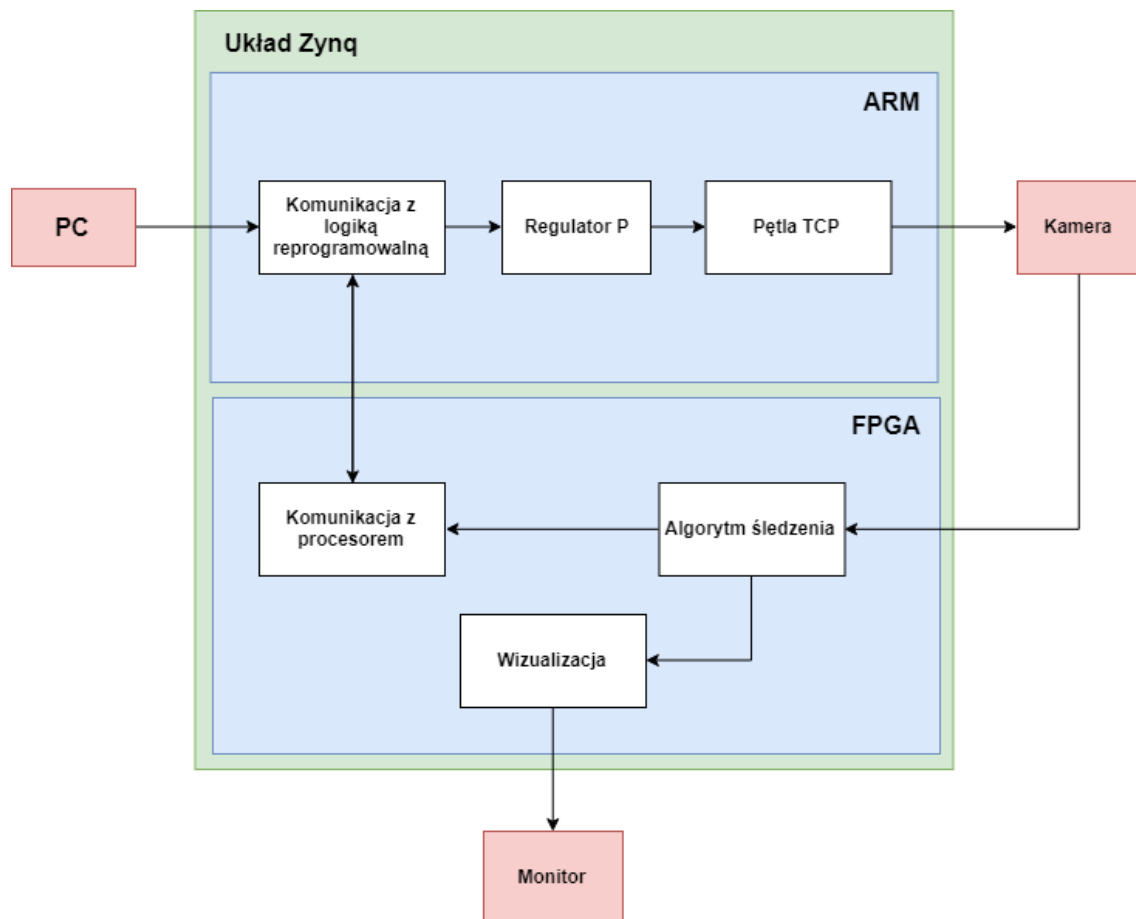 Układ Zynq
ARM
PC
Komunikacja z
logiką
reprogramowalną
Regulator P
Pętla TCP
Kamera
FPGA
Komunikacja z
procesorem
Algorytm śledzenia
Wizualizacja
Monitor